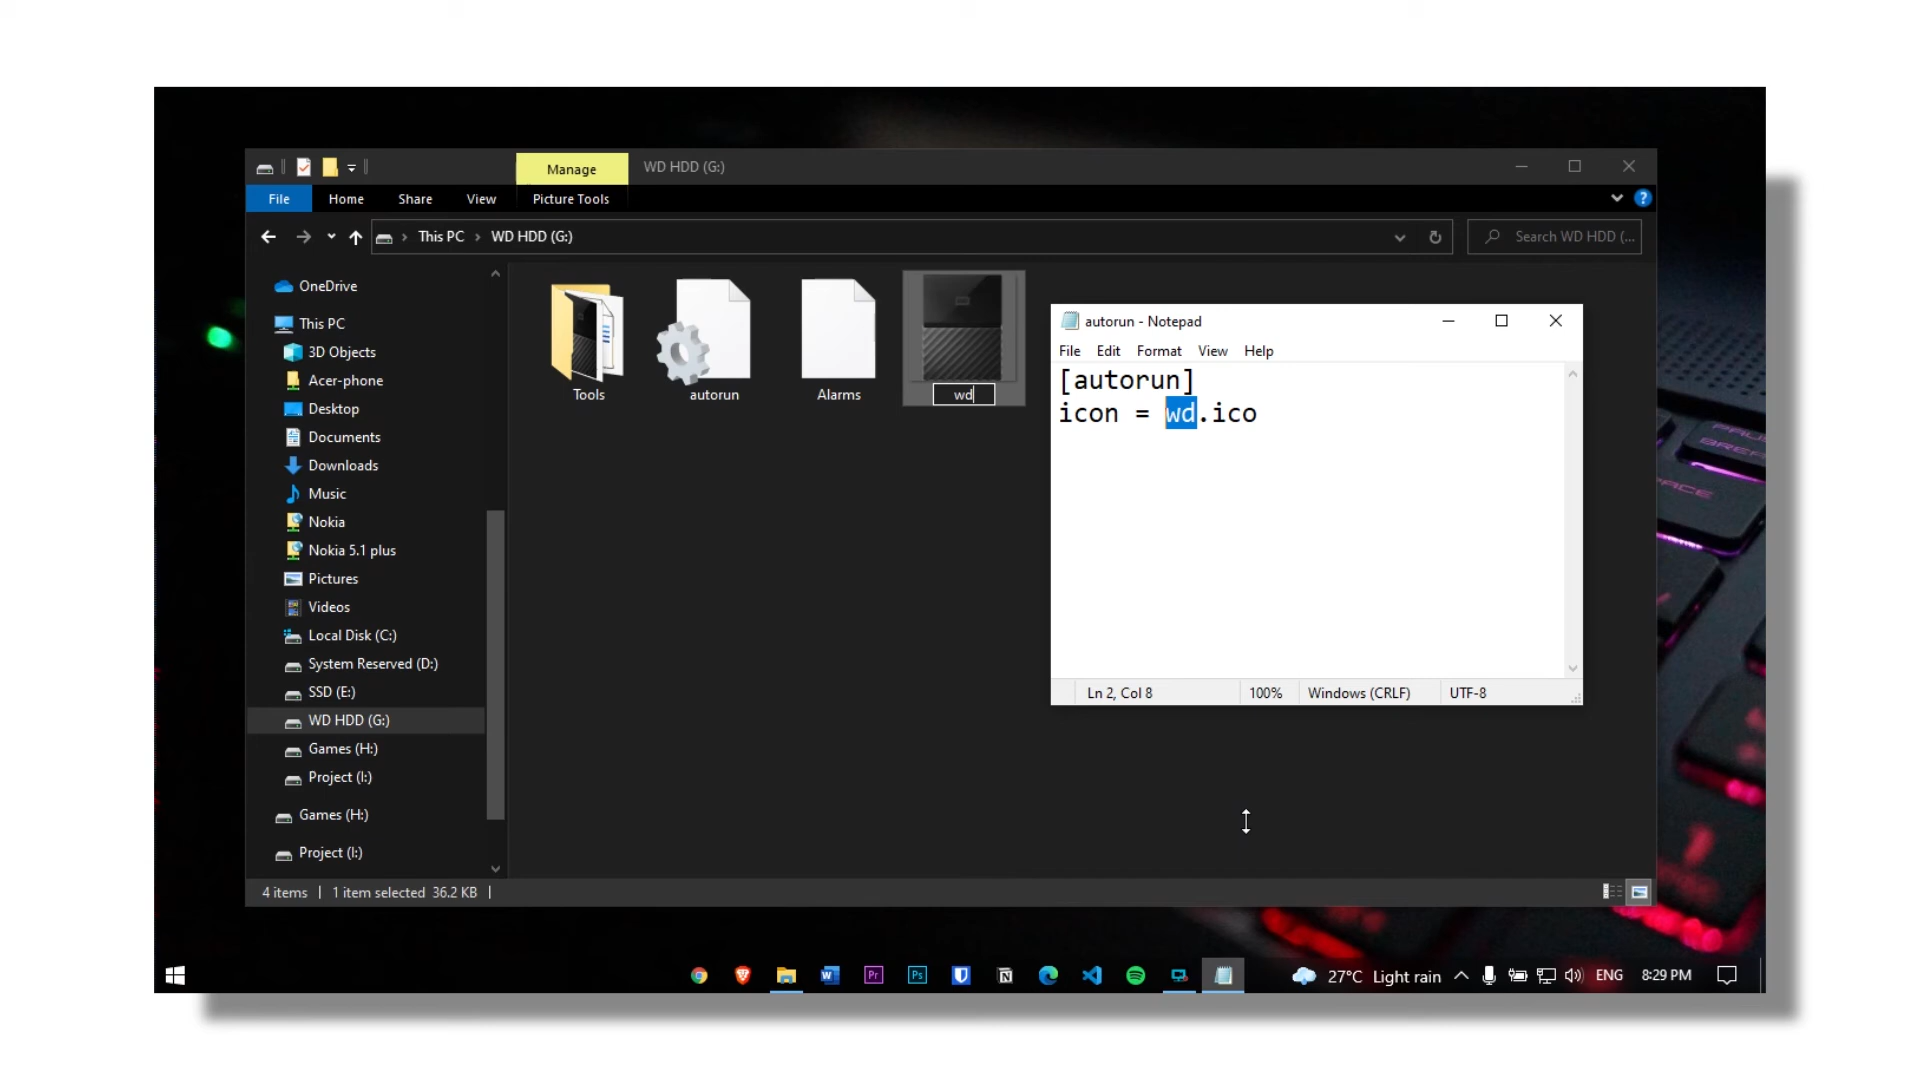 Manage
WD HDD (G:)
File
Home
Share
View
Picture Tools
?
This PC
WD HDD (G:)
Search WD HDD (...
OneDrive
This PC
3D Objects
Acer-phone
Desktop
Documents
Downloads
Music
Nokia
Nokia 5.1 plus
Pictures
Videos
Local Disk (C:)
System Reserved (D:)
SSD (E:)
WD HDD (G:)
Games (H:)
Project (I:)
Games (H:)
Project (I:)
Tools
autorun
Alarms
wd
autorun - Notepad
File
Edit
Format
View
Help
[autorun]
icon = wd.ico
Ln 2, Col 8
100%
Windows (CRLF)
UTF-8
4 items
1 item selected 36.2 KB
W
Pr
Ps
N
27°C Light rain
ENG
8:29 PM